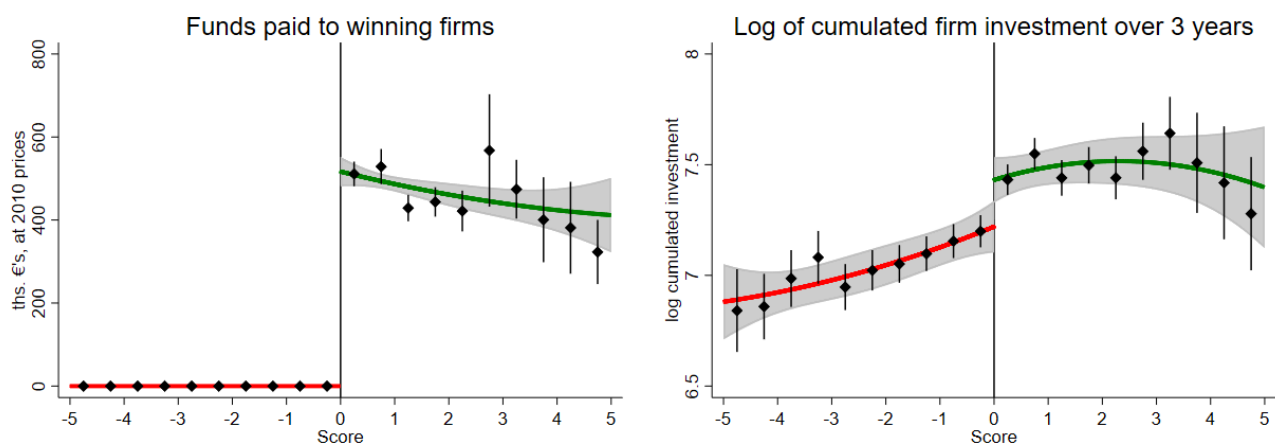 Funds paid to winning firms
ths. €'s, at 2010 prices
800
600
400
200
0
-5 -4 -3 -2 -1 0 1 2 3 4 5
Score
Log of cumulated firm investment over 3 years
log cumulated investment
8
7.5
7
6.5
-5 -4 -3 -2 -1 0 1 2 3 4 5
Score